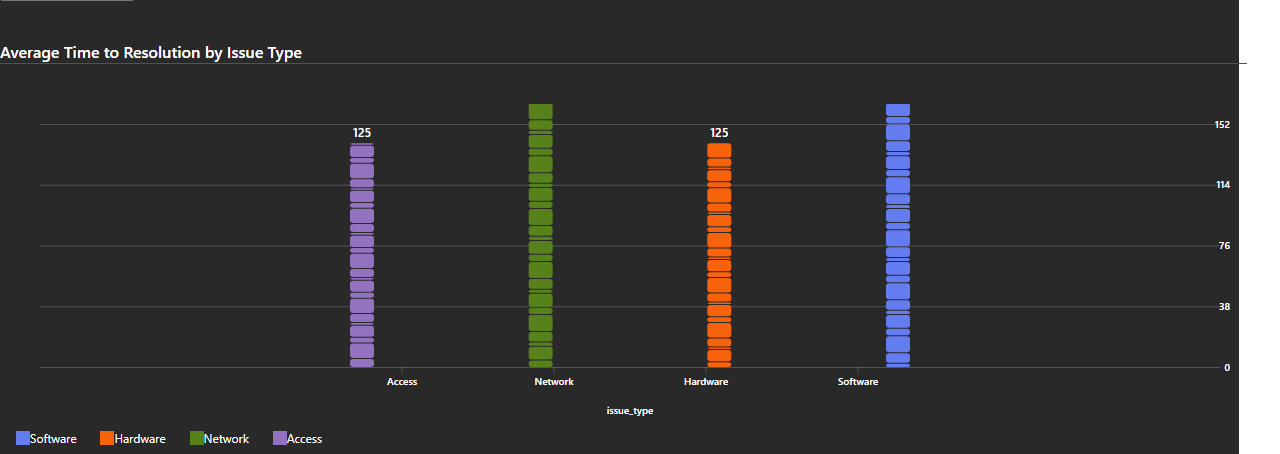 Average Time to Resolution by Issue Type
152
125
125
114
76
38
0
Access Network Hardware Software
issue_type
Software Hardware Network Access